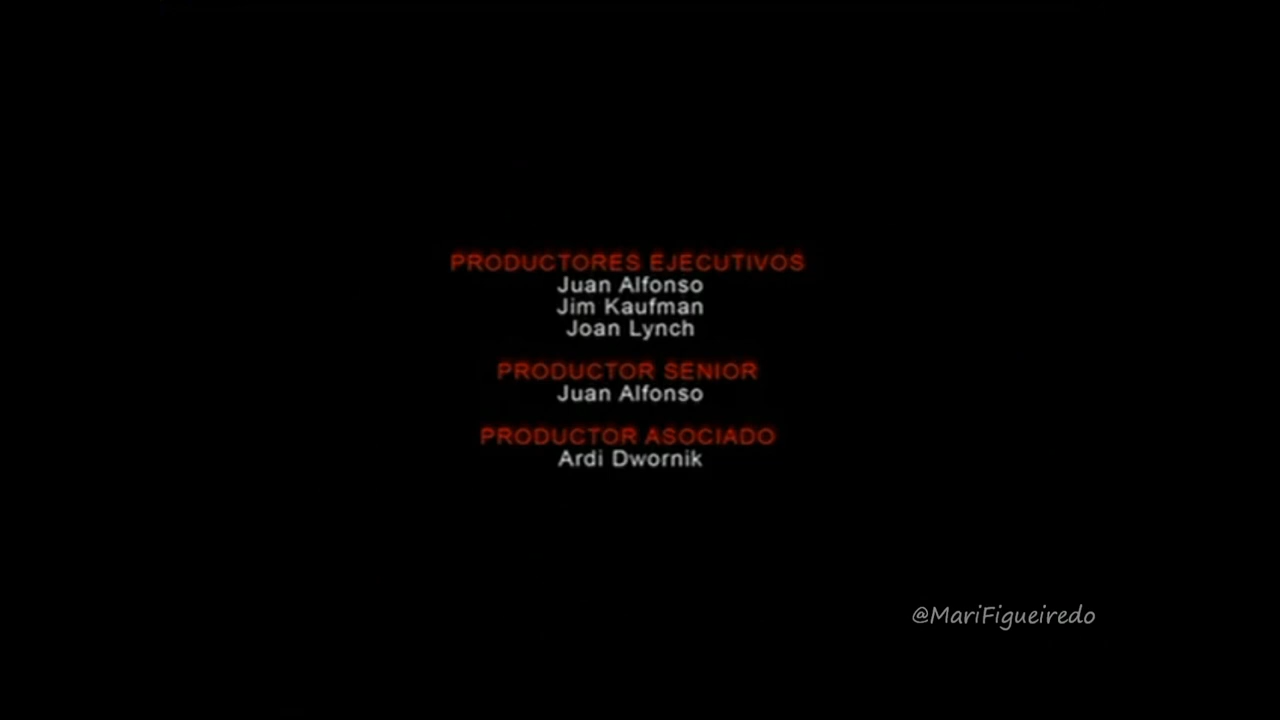 PRODUCTORES EJECUTIVOS
Juan Alfonso
Jim Kaufman
Joan Lynch
PRODUCTOR SENIOR
Juan Alfonso
PRODUCTOR ASOCIADO
Ardi Dwornik
@MariFigueiredo